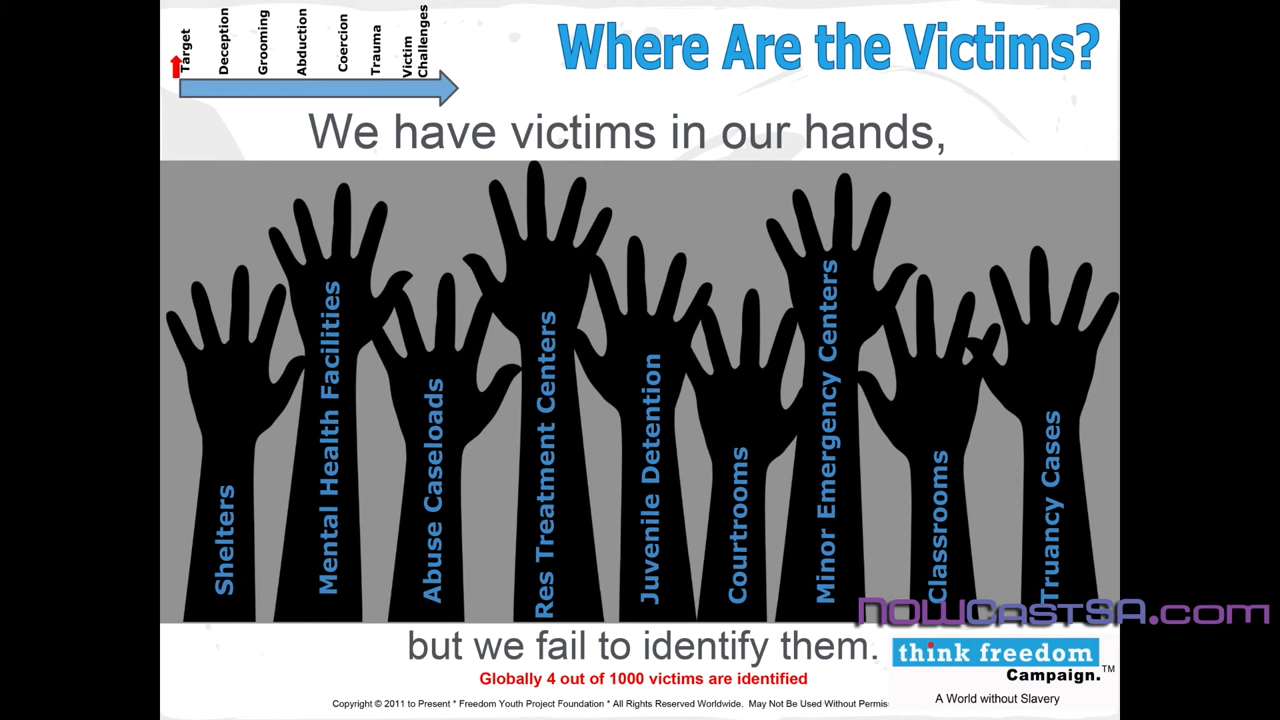 Target
Deception
Grooming
Abduction
Coercion
Trauma
Victim
Challenges
Where Are the Victims?
We have victims in our hands,
Shelters
Mental Health Facilities
Abuse Caseloads
Res Treatment Centers
Juvenile Detention
Courtrooms
Minor Emergency Centers
Classrooms
Truancy Cases
NOWCASTSA.com
but we fail to identify them.
think freedom
Campaign.™
Globally 4 out of 1000 victims are identified
A World without Slavery
Copyright © 2011 to Present * Freedom Youth Project Foundation * All Rights Reserved Worldwide. May Not Be Used Without Permis